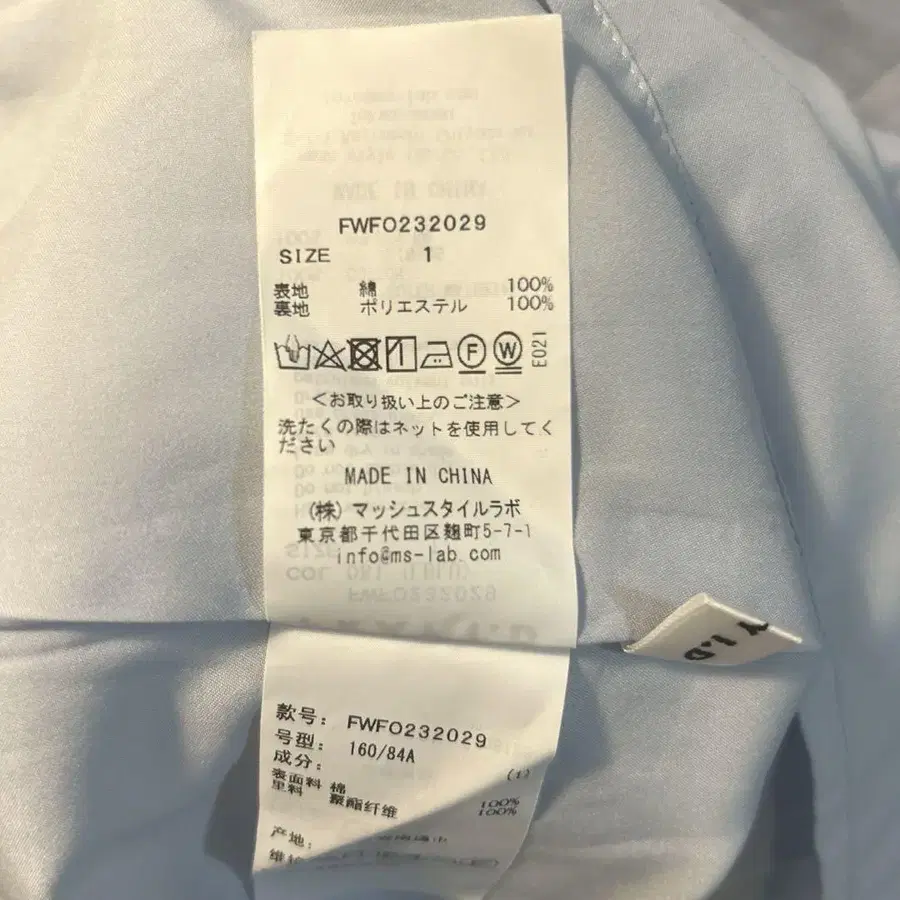 FWFO232029
SIZE 1
表地 綿 100%
裏地 ポリエステル 100%
F W E021
＜お取り扱い上のご注意＞
洗たくの際はネットを使用してく
ださい
MADE IN CHINA
(株) マッシュスタイルラボ
東京都千代田区麹町5-7-1
info@ms-lab.com
Y I.D
款号: FWFO232029
号型: 160/84A
成分: (1)
表面料 棉 100%
里料 聚酯纤维 100%
产地: